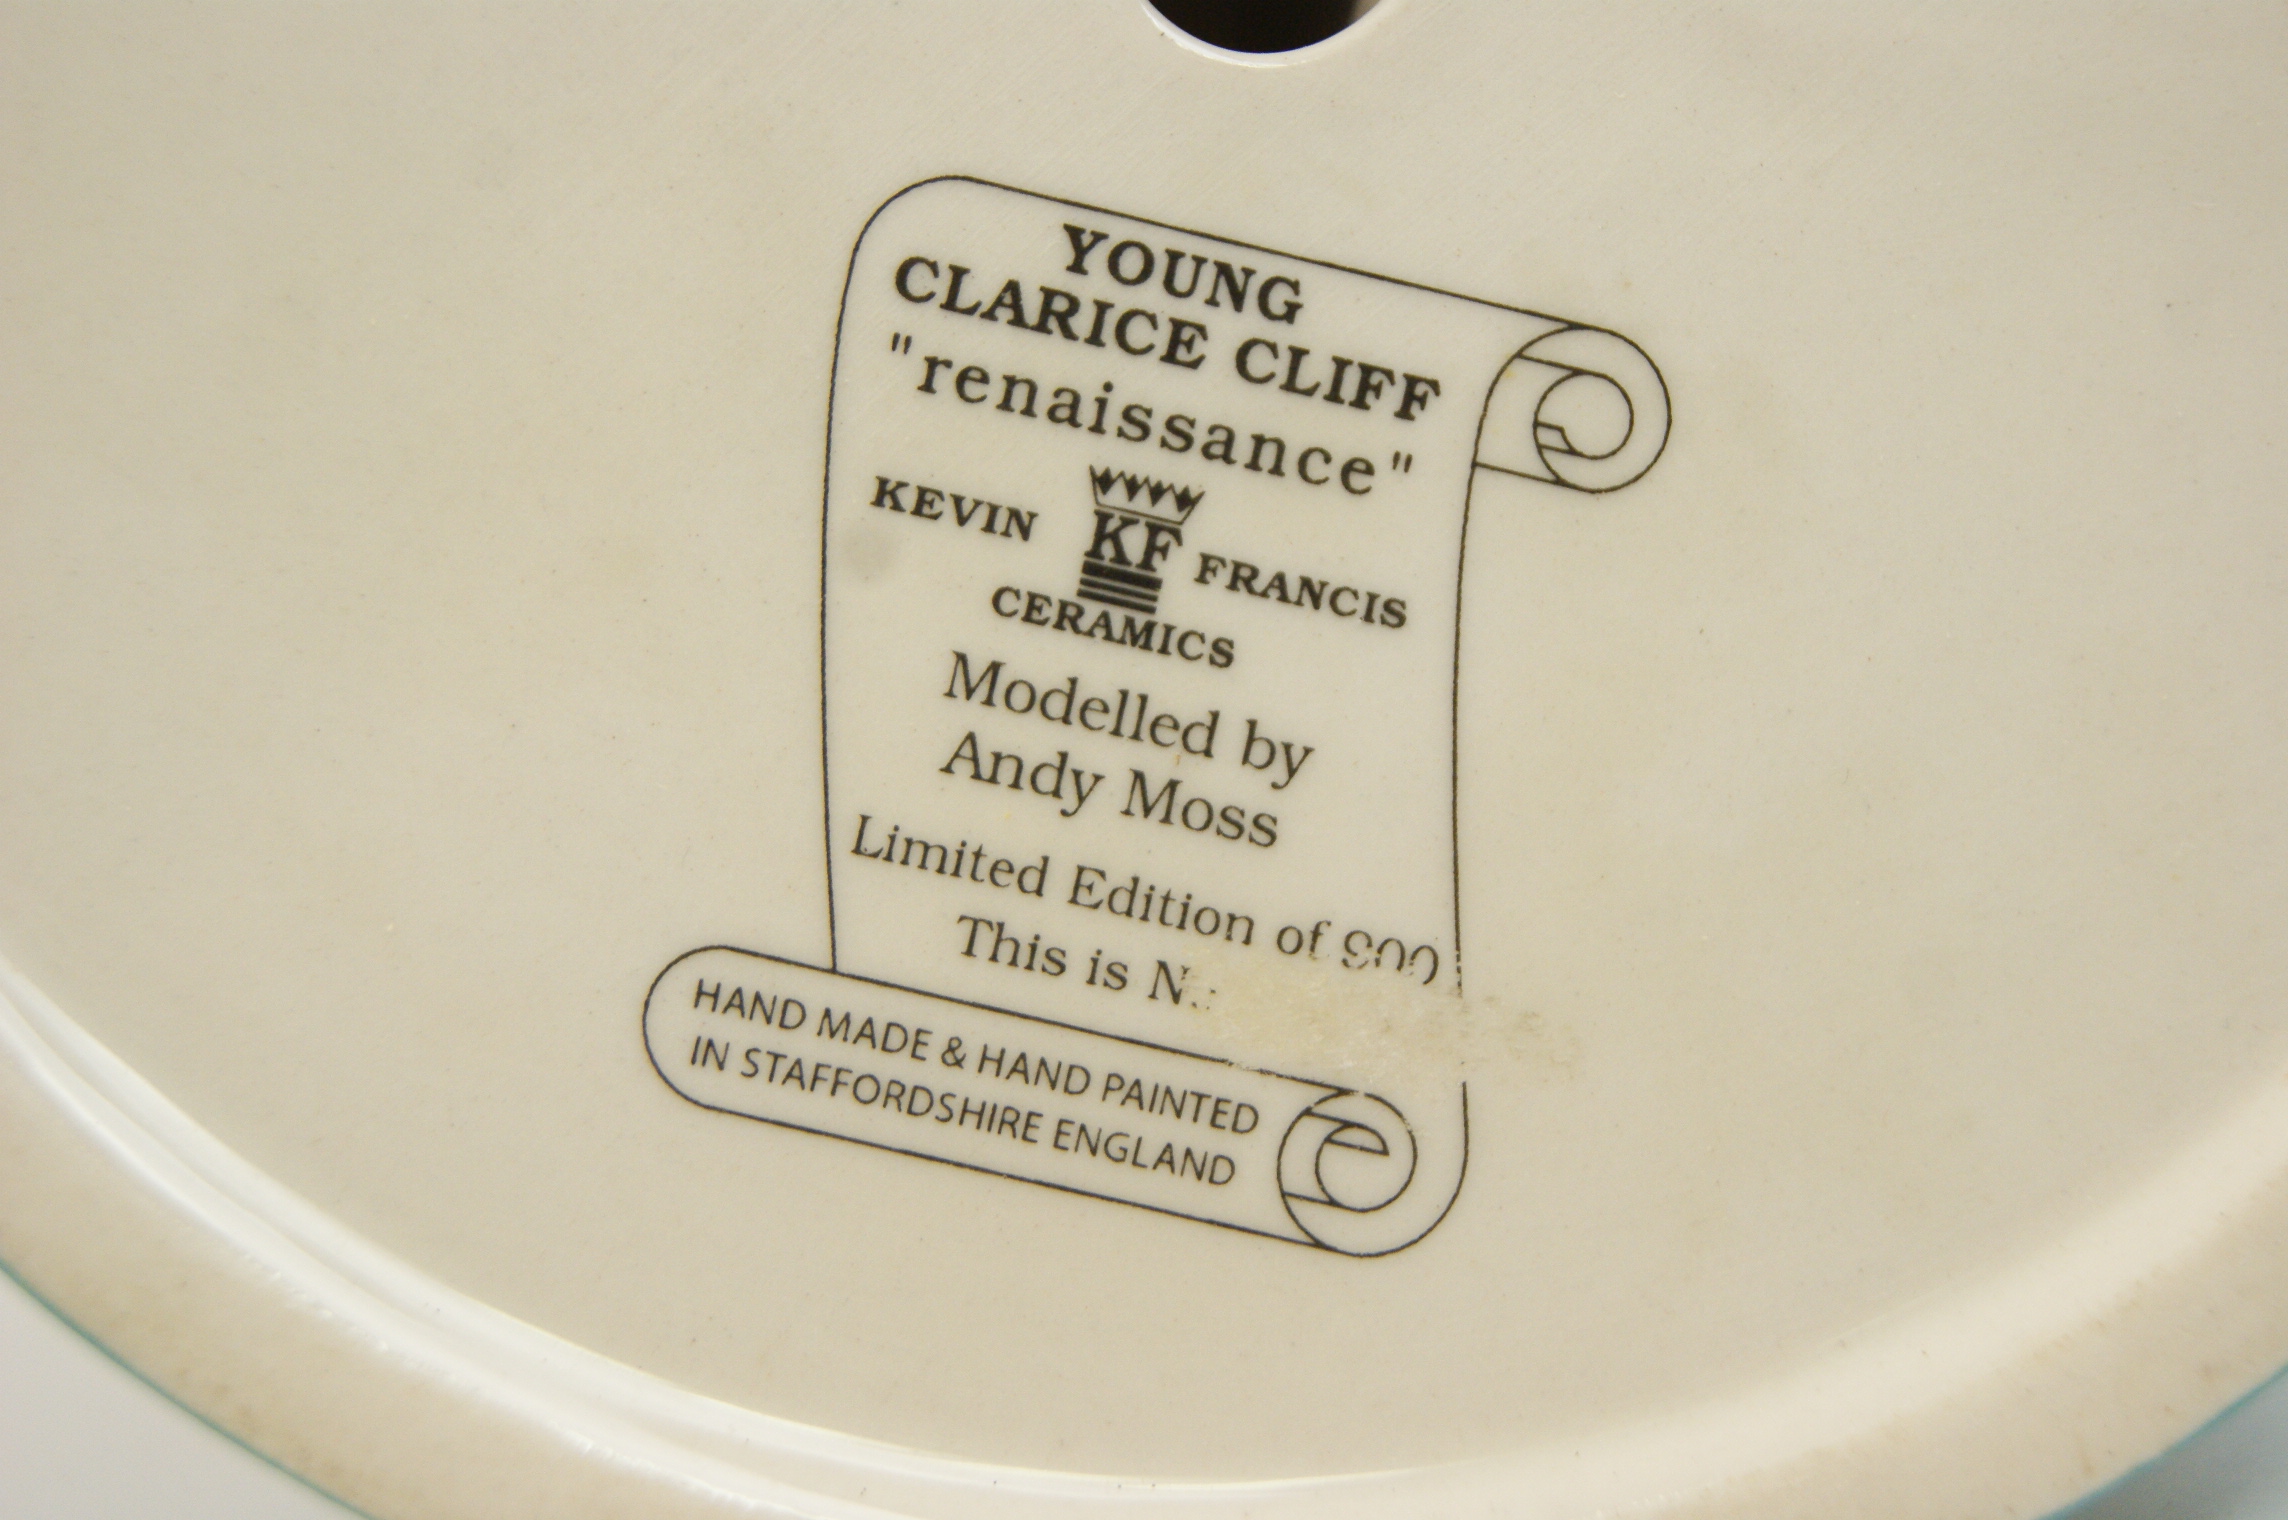 YOUNG
CLARICE CLIFF
"renaissance"
KEVIN KF FRANCIS
CERAMICS
Modelled by
Andy Moss
Limited Edition of 900
This is
HAND MADE & HAND PAINTED
IN STAFFORDSHIRE ENGLAND